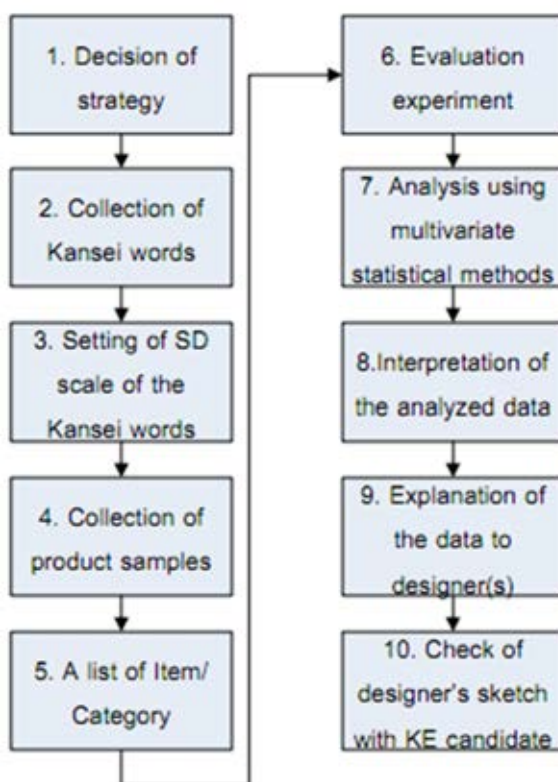 1. Decision of
strategy
2. Collection of
Kansei words
3. Setting of SD
scale of the
Kansei words
4. Collection of
product samples
5. A list of Item/
Category
6. Evaluation
experiment
7. Analysis using
multivariate
statistical methods
8.Interpretation of
the analyzed data
9. Explanation of
the data to
designer(s)
10. Check of
designer's sketch
with KE candidate